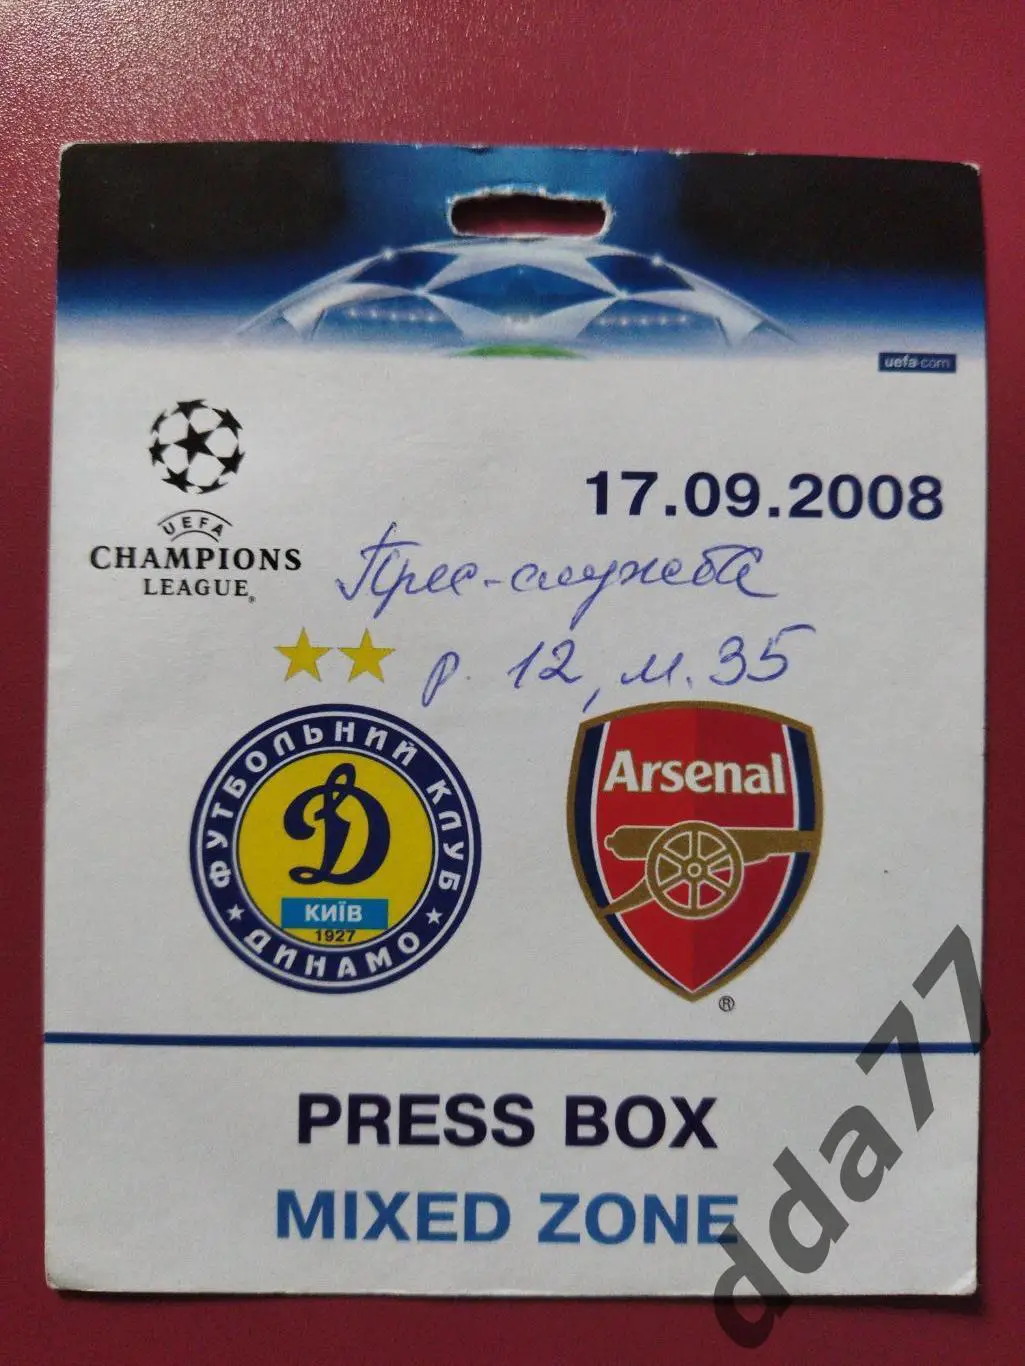 uefa.com
17.09.2008
UEFA
CHAMPIONS
LEAGUE®
Прес-служба
р. 12, м. 35
ФУТБОЛЬНИЙ КЛУБ
Д
КИЇВ
1927
ДИНАМО
Arsenal
®
PRESS BOX
MIXED ZONE
dda77